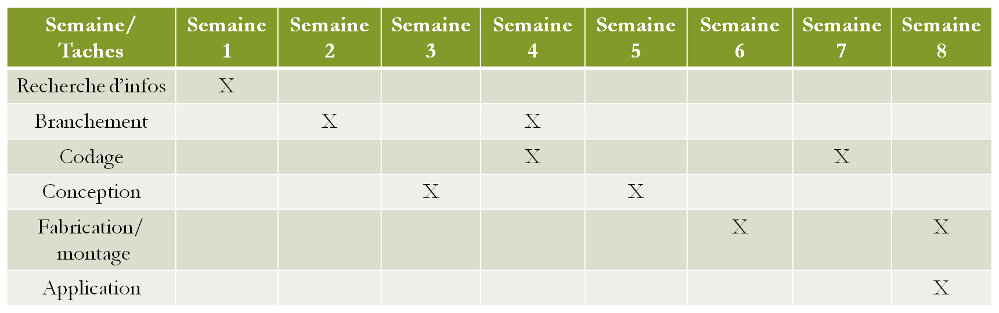 Semaine/ Taches Semaine 1 Semaine 2 Semaine 3 Semaine 4 Semaine 5 Semaine 6 Semaine 7 Semaine 8
Recherche d’infos X
Branchement X X
Codage X X
Conception X X
Fabrication/ montage X X
Application X